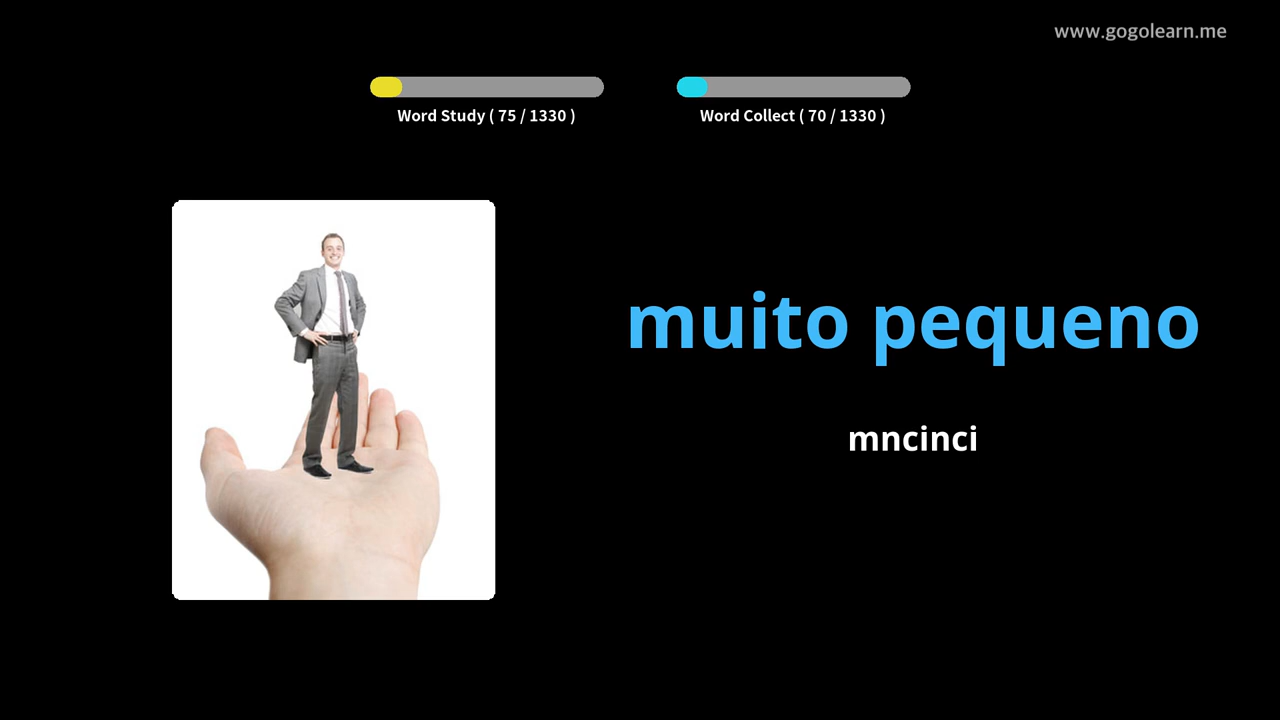 www.gogolearn.me
Word Study ( 75 / 1330 )
Word Collect ( 70 / 1330 )
muito pequeno
mncinci